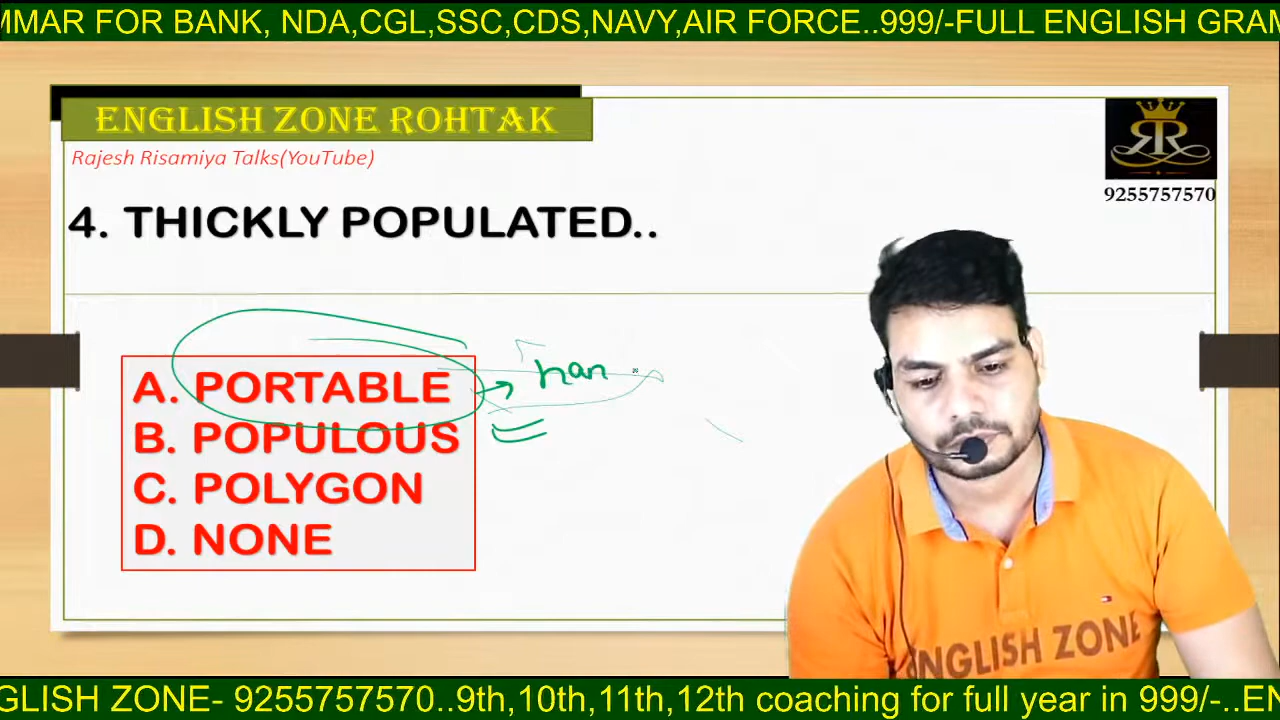 MMAR FOR BANK, NDA,CGL,SSC,CDS,NAVY,AIR FORCE..999/-FULL ENGLISH GRAM
ENGLISH ZONE ROHTAK
Rajesh Risamiya Talks(YouTube)
RR
9255757570
4. THICKLY POPULATED..
A. PORTABLE
han
B. POPULOUS
C. POLYGON
D. NONE
ENGLISH ZONE
GLISH ZONE- 9255757570..9th,10th,11th,12th coaching for full year in 999/-..EN